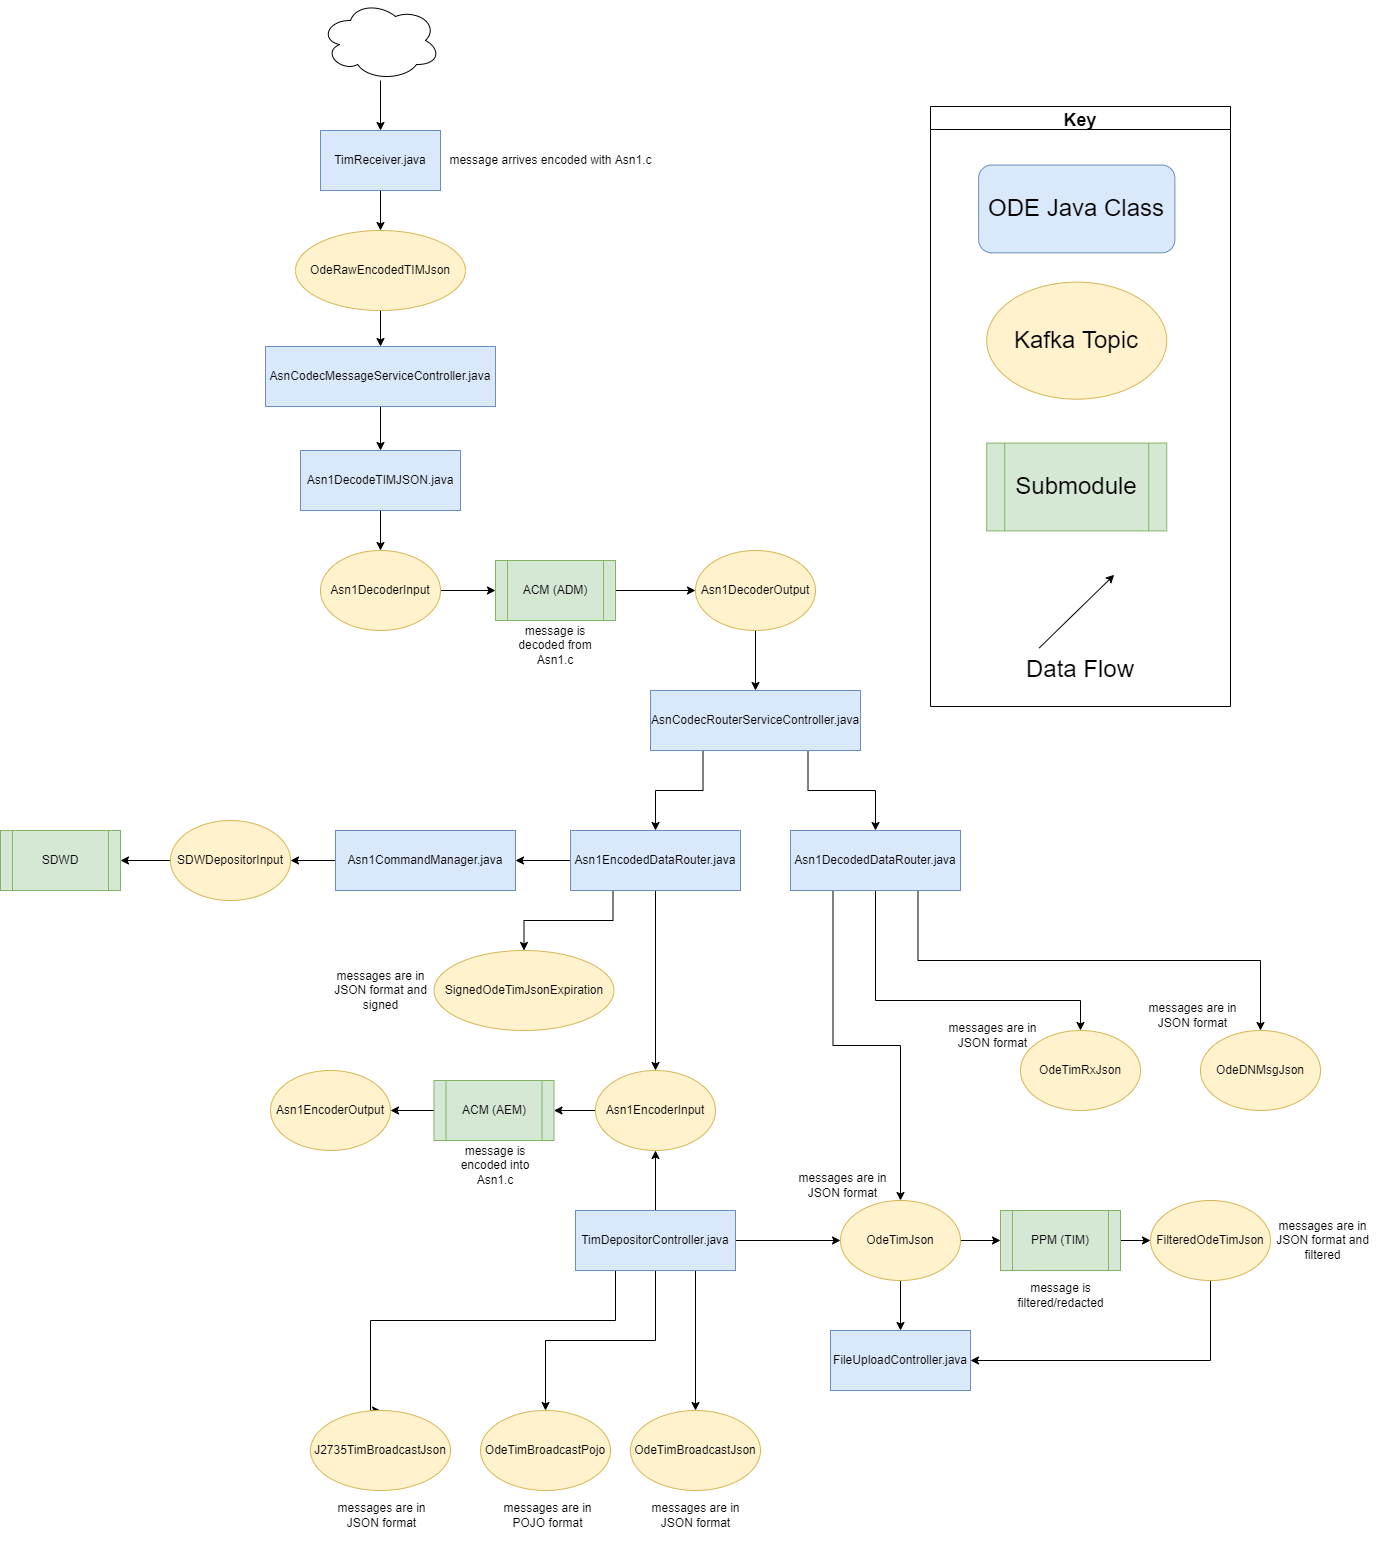 Key
TimReceiver.java
message arrives encoded with Asn1.c
ODE Java Class
OdeRawEncodedTIMJson
Kafka Topic
AsnCodecMessageServiceController.java
Asn1DecodeTIMJSON.java
Submodule
Asn1DecoderInput
ACM (ADM)
Asn1DecoderOutput
message is
decoded from
Asn1.c
Data Flow
AsnCodecRouterServiceController.java
SDWD
SDWDepositorInput
Asn1CommandManager.java
Asn1EncodedDataRouter.java
Asn1DecodedDataRouter.java
messages are in
JSON format and
signed
SignedOdeTimJsonExpiration
messages are in
JSON format
messages are in
JSON format
OdeTimRxJson
OdeDNMsgJson
Asn1EncoderOutput
ACM (AEM)
Asn1EncoderInput
message is
encoded into
Asn1.c
messages are in
JSON format
TimDepositorController.java
OdeTimJson
PPM (TIM)
FilteredOdeTimJson
messages are in
JSON format and
filtered
message is
filtered/redacted
FileUploadController.java
J2735TimBroadcastJson
OdeTimBroadcastPojo
OdeTimBroadcastJson
messages are in
JSON format
messages are in
POJO format
messages are in
JSON format